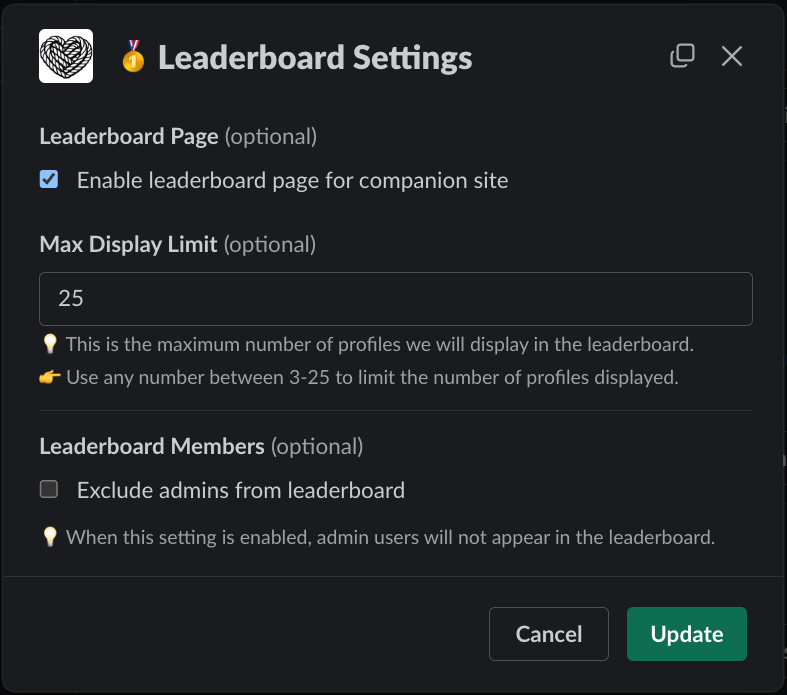 🥇 Leaderboard Settings
Leaderboard Page (optional)
Enable leaderboard page for companion site
Max Display Limit (optional)
25
💡 This is the maximum number of profiles we will display in the leaderboard.
👉 Use any number between 3-25 to limit the number of profiles displayed.
Leaderboard Members (optional)
Exclude admins from leaderboard
💡 When this setting is enabled, admin users will not appear in the leaderboard.
Cancel Update